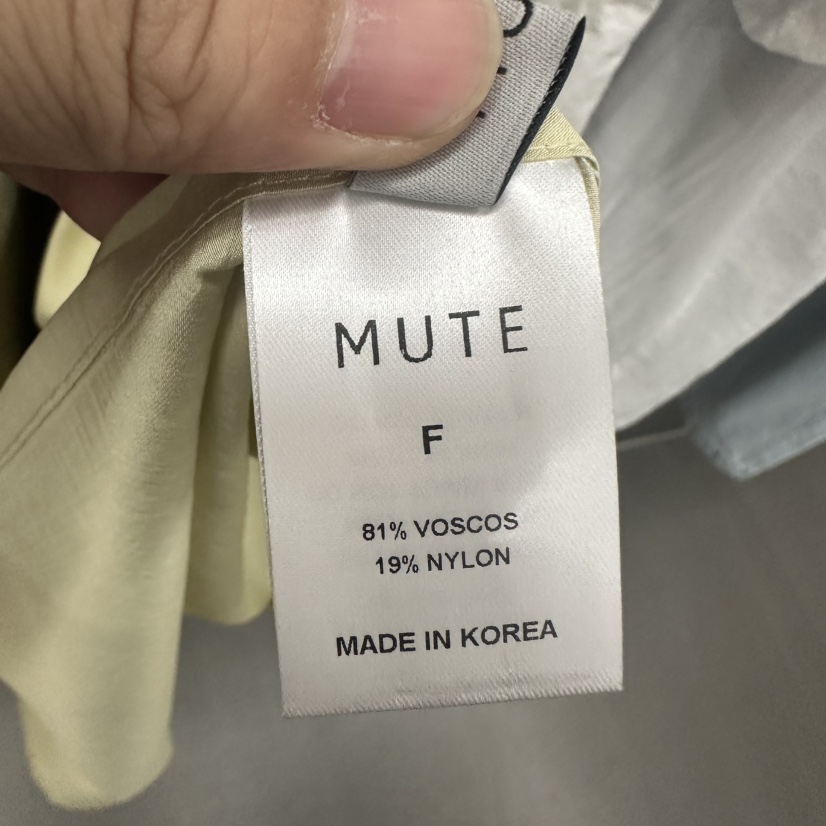 MUTE
F
81% VOSCOS
19% NYLON
MADE IN KOREA